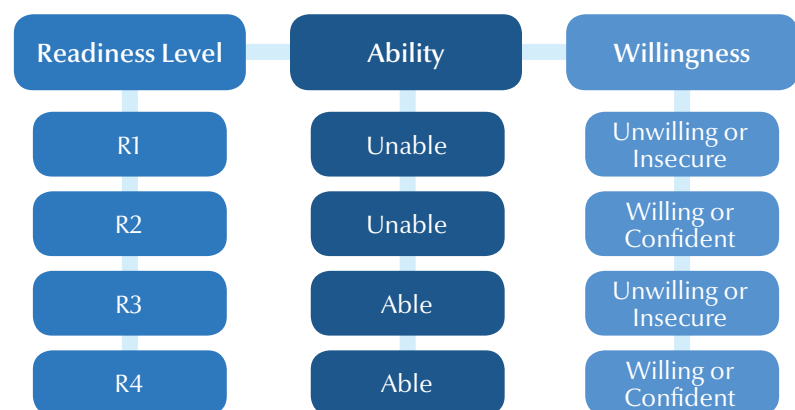 Readiness Level
Ability
Willingness
R1
Unable
Unwilling or
Insecure
R2
Unable
Willing or
Confident
R3
Able
Unwilling or
Insecure
R4
Able
Willing or
Confident